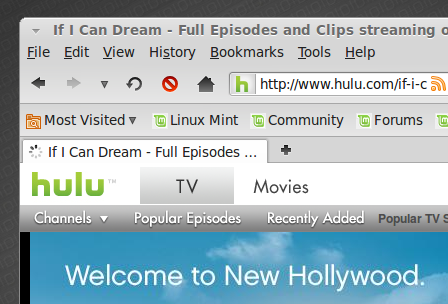 If I Can Dream - Full Episodes and Clips streaming o
File Edit View History Bookmarks Tools Help
h http://www.hulu.com/if-i-c
Most Visited Linux Mint Community Forums
If I Can Dream - Full Episodes ...
hulu™ TV Movies
Channels Popular Episodes Recently Added Popular TV S
Welcome to New Hollywood.